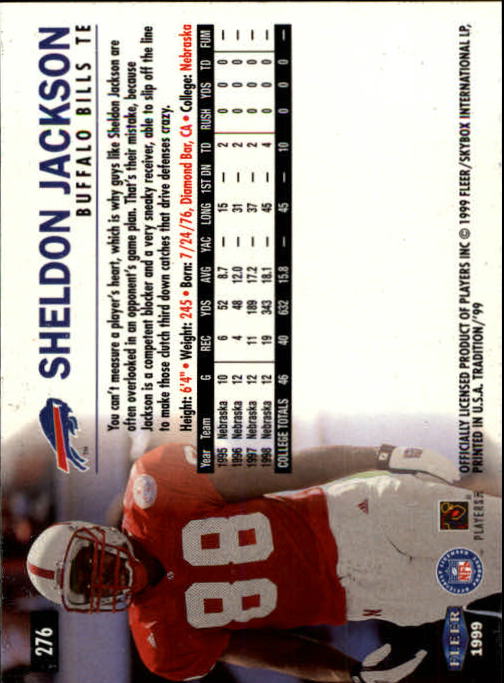 276
SHELDON JACKSON
BUFFALO BILLS TE
You can't measure a player's heart, which is why guys like Sheldon Jackson are
often overlooked in an opponent's game plan. That's their mistake, because
Jackson is a competent blocker and a very sneaky receiver, able to slip off the line
to make those clutch third down catches that drive defenses crazy.
Height: 6'4" • Weight: 245 • Born: 7/24/76, Diamond Bar, CA • College: Nebraska
Year Team G REC YDS AVG YAC LONG 1ST DN TD RUSH YDS TD FUM
1995 Nebraska 10 6 52 8.7 — 15 — 2 0 0 0 —
1996 Nebraska 12 4 48 12.0 — 31 — 2 0 0 0 —
1997 Nebraska 12 11 189 17.2 — 37 — 2 0 0 0 —
1998 Nebraska 12 19 343 18.1 — 45 — 4 0 0 0 —
COLLEGE TOTALS 46 40 632 15.8 — 45 — 10 0 0 0 —
88
N
FLEER
1999
NFL
PLAYERS INC
OFFICIALLY LICENSED PRODUCT OF PLAYERS INC © 1999 FLEER/SKYBOX INTERNATIONAL LP,
PRINTED IN U.S.A. TRADITION/'99